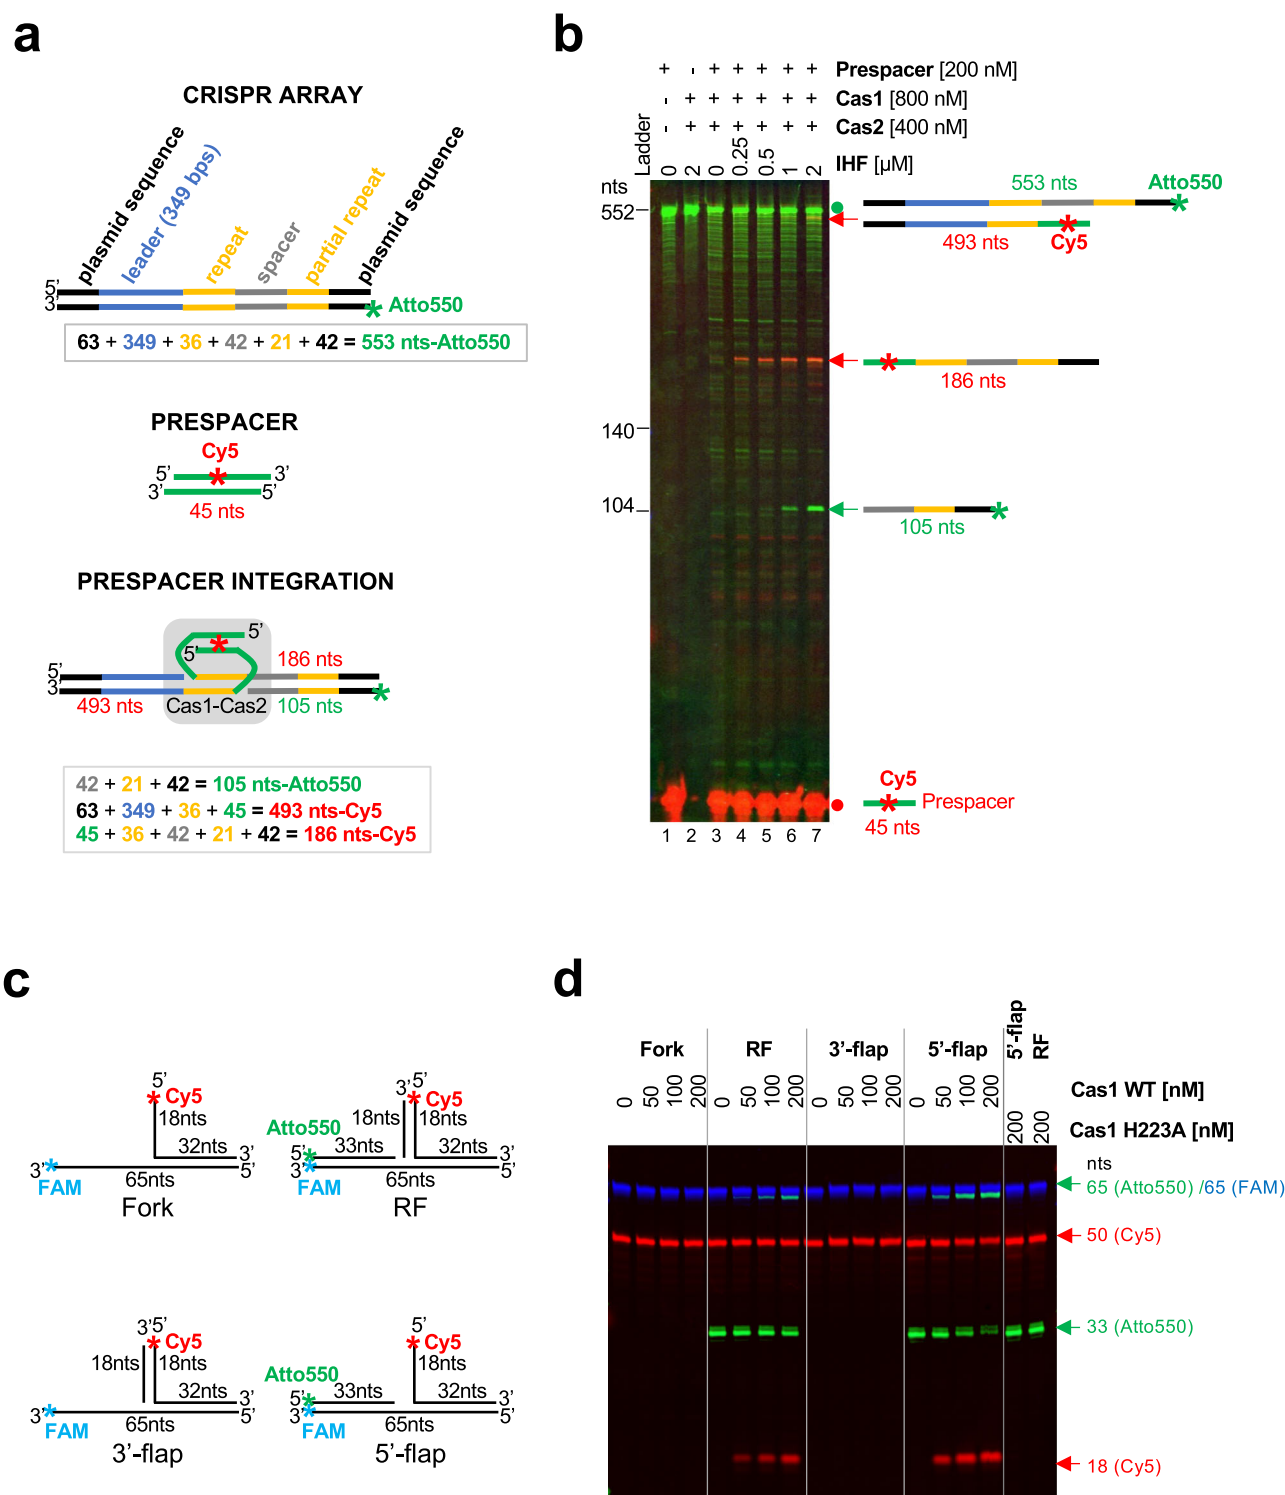 a
CRISPR ARRAY
plasmid sequence
leader (349 bps)
repeat
spacer
partial repeat
plasmid sequence
5’
3’
* Atto550
63 + 349 + 36 + 42 + 21 + 42 = 553 nts-Atto550
PRESPACER
Cy5
5’ * 3’
3’ 5’
45 nts
PRESPACER INTEGRATION
5’
5’ *
186 nts
5’
3’
*
493 nts Cas1-Cas2 105 nts
42 + 21 + 42 = 105 nts-Atto550
63 + 349 + 36 + 45 = 493 nts-Cy5
45 + 36 + 42 + 21 + 42 = 186 nts-Cy5
b
+ - + + + + + Prespacer [200 nM]
- + + + + + + Cas1 [800 nM]
- + + + + + + Cas2 [400 nM]
Ladder 0 2 0 0.25 0.5 1 2 IHF [µM]
nts
552
140
104
553 nts Atto550
*
*
493 nts Cy5
*
186 nts
*
105 nts
Cy5
* Prespacer
45 nts
1 2 3 4 5 6 7
c
5’
* Cy5
18nts
32nts 3’
3’ * 5’
FAM 65nts
Fork
3’ 5’
* Cy5
18nts 18nts
Atto550
5’ * 33nts 32nts 3’
3’ * 5’
FAM 65nts
RF
3’ 5’
* Cy5
18nts 18nts
32nts 3’
3’ * 5’
FAM 65nts
3’-flap
5’
* Cy5
18nts
Atto550
5’ * 33nts 32nts 3’
3’ * 5’
FAM 65nts
5’-flap
d
Fork RF 3’-flap 5’-flap 5’-flap RF
0 50 100 200 0 50 100 200 0 50 100 200 0 50 100 200 Cas1 WT [nM]
200 200 Cas1 H223A [nM]
nts
65 (Atto550) /65 (FAM)
50 (Cy5)
33 (Atto550)
18 (Cy5)